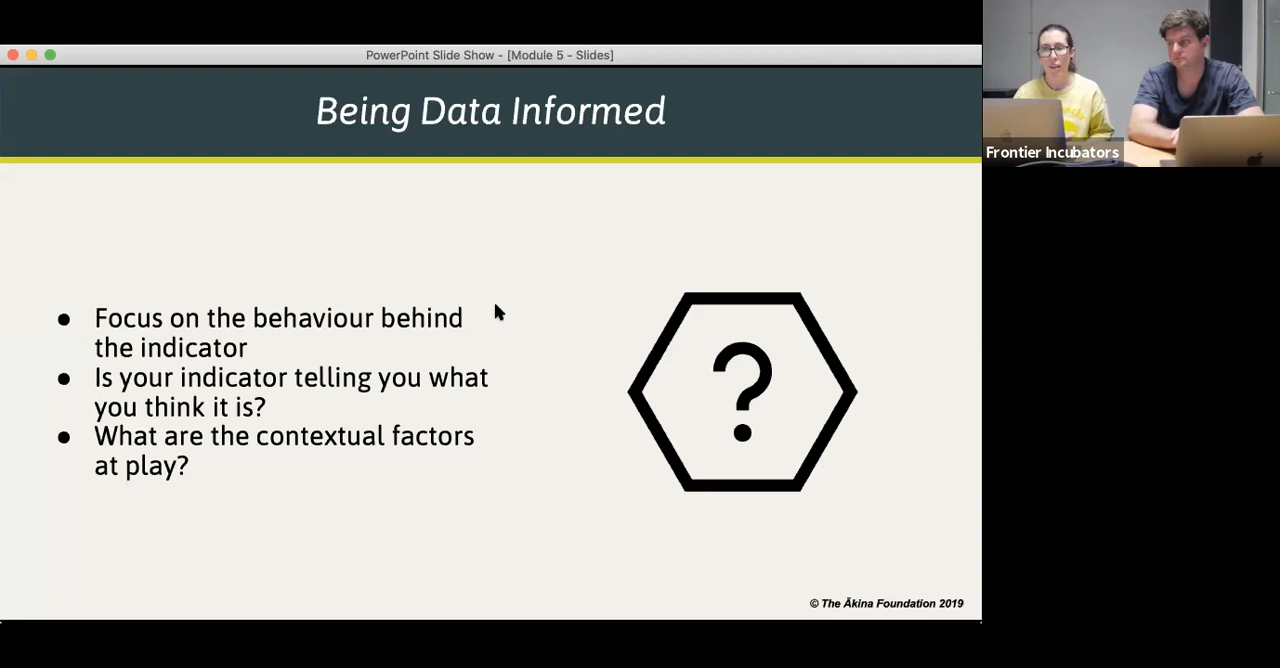 PowerPoint Slide Show - [Module 5 - Slides]
Being Data Informed
Frontier Incubators
● Focus on the behaviour behind
the indicator
● Is your indicator telling you what
you think it is?
● What are the contextual factors
at play?
?
© The Ākina Foundation 2019